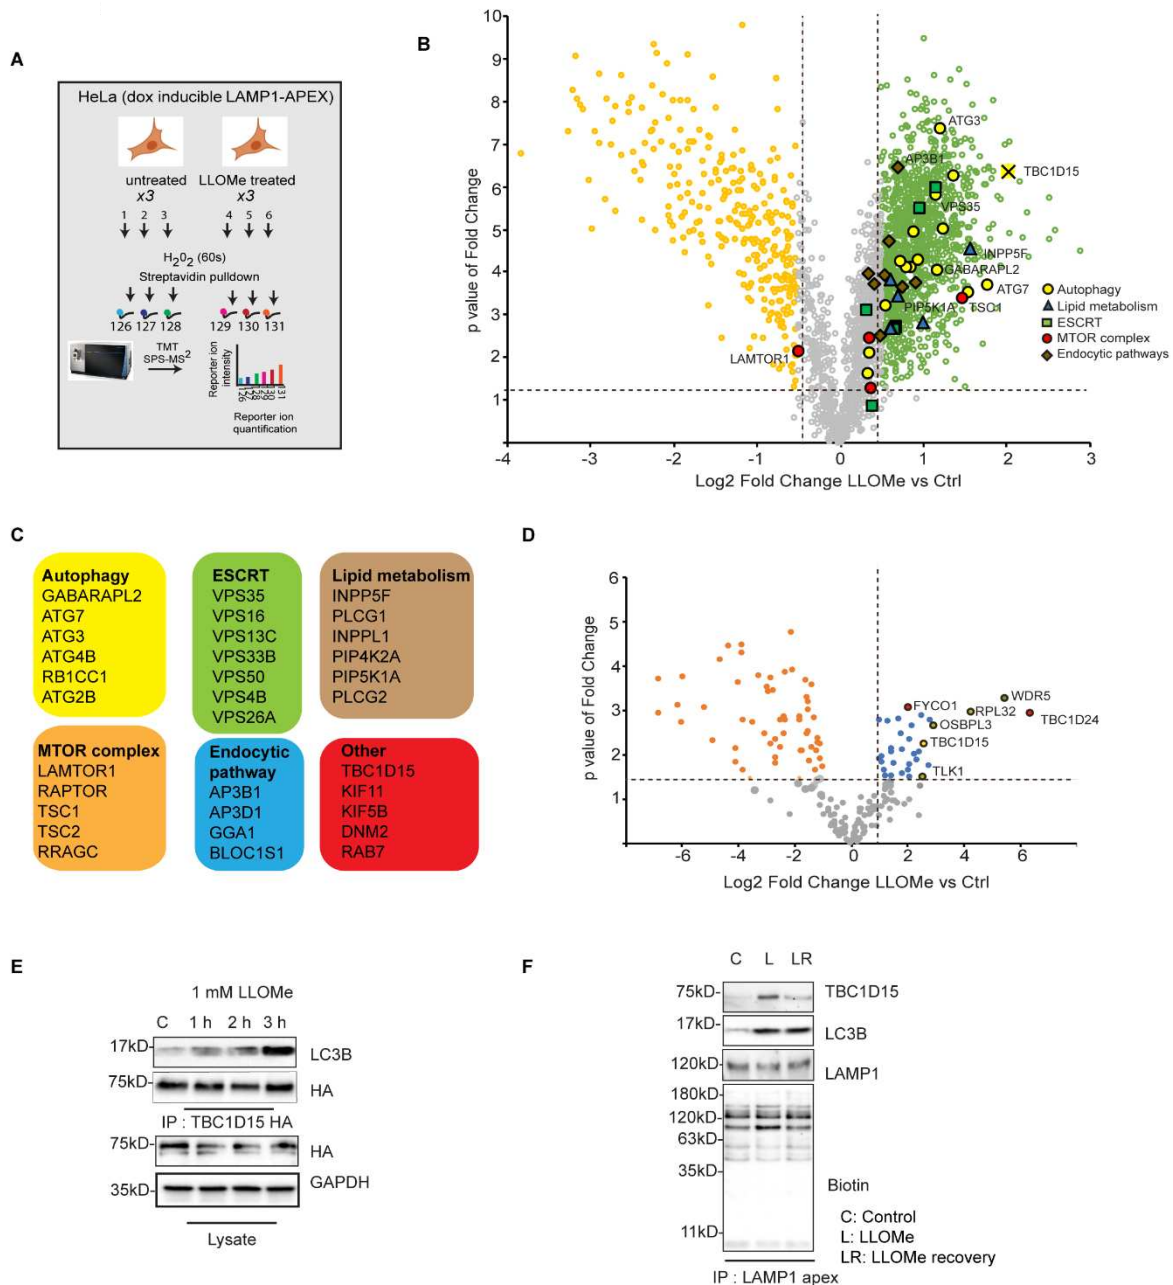 A
HeLa (dox inducible LAMP1-APEX)
untreated
x3
LLOMe treated
x3
1 2 3
4 5 6
H2O2 (60s)
Streptavidin pulldown
126 127 128
129 130 131
TMT
SPS-MS2
Reporter ion
intensity
126
127
128
129
130
131
Reporter ion
quantification
B
p value of Fold Change
10
9
8
7
6
5
4
3
2
1
-4 -3 -2 -1 0 1 2 3
Log2 Fold Change LLOMe vs Ctrl
ATG3
AP3B1
TBC1D15
VPS35
INPP5F
GABARAPL2
ATG7
PIP5K1A
TSC1
LAMTOR1
Autophagy
Lipid metabolism
ESCRT
MTOR complex
Endocytic pathways
C
Autophagy
GABARAPL2
ATG7
ATG3
ATG4B
RB1CC1
ATG2B
ESCRT
VPS35
VPS16
VPS13C
VPS33B
VPS50
VPS4B
VPS26A
Lipid metabolism
INPP5F
PLCG1
INPPL1
PIP4K2A
PIP5K1A
PLCG2
MTOR complex
LAMTOR1
RAPTOR
TSC1
TSC2
RRAGC
Endocytic
pathway
AP3B1
AP3D1
GGA1
BLOC1S1
Other
TBC1D15
KIF11
KIF5B
DNM2
RAB7
D
p value of Fold Change
6
5
4
3
2
1
-6 -4 -2 0 2 4 6
Log2 Fold Change LLOMe vs Ctrl
WDR5
FYCO1
RPL32
TBC1D24
OSBPL3
TBC1D15
TLK1
E
1 mM LLOMe
C 1 h 2 h 3 h
17kD-
LC3B
75kD-
HA
IP : TBC1D15 HA
75kD-
HA
GAPDH
35kD-
Lysate
F
C L LR
75kD-
TBC1D15
17kD-
LC3B
120kD-
LAMP1
180kD-
120kD-
63kD-
35kD-
Biotin
11kD-
C: Control
L: LLOMe
LR: LLOMe recovery
IP : LAMP1 apex